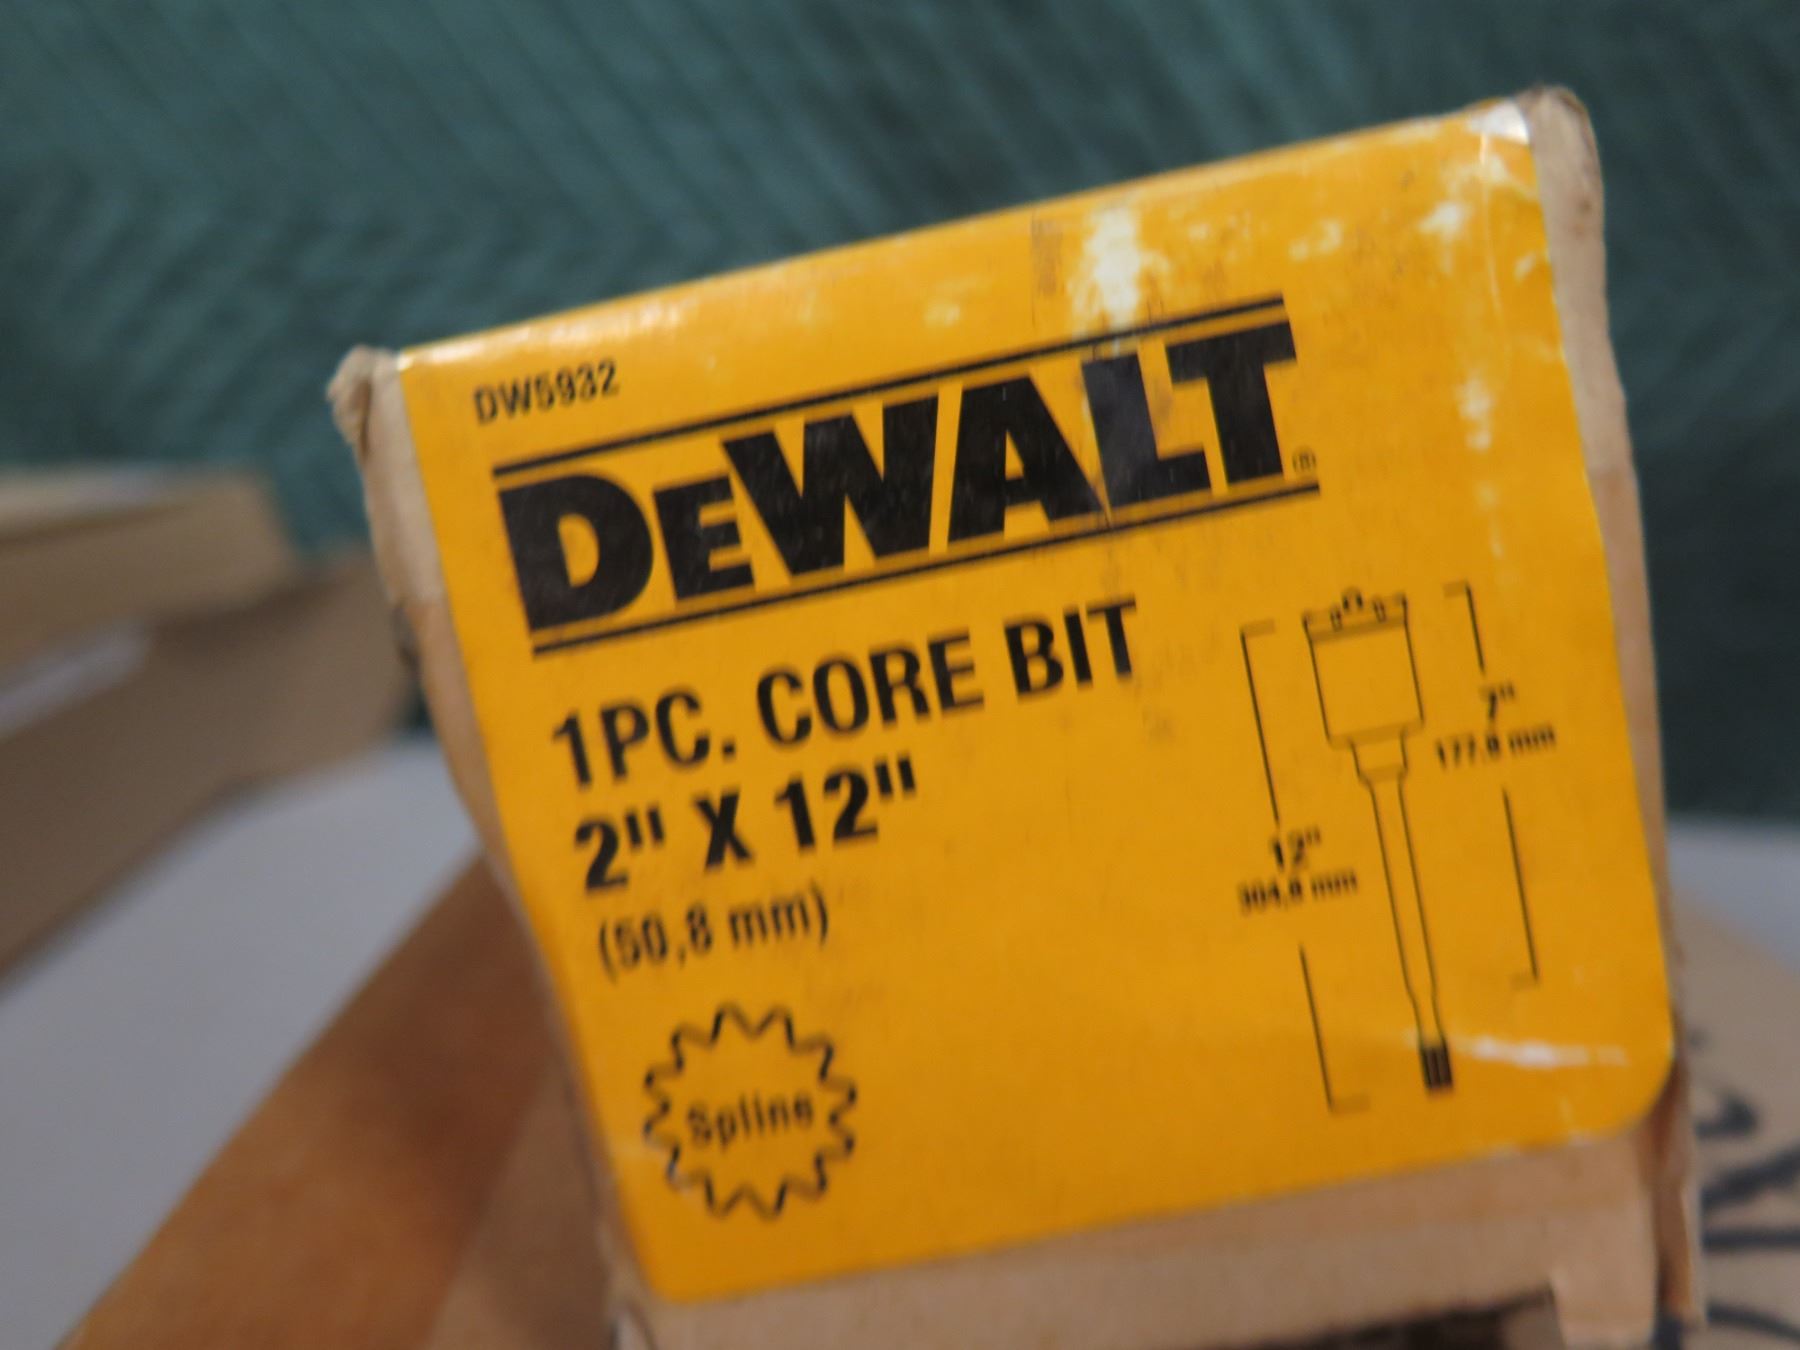 DW5932
DEWALT®
1PC. CORE BIT
2" X 12"
(50,8 mm)
Spline
7"
177.8 mm
12"
304,8 mm